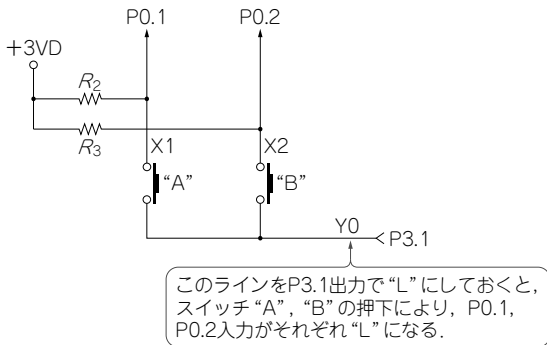 P0.1 P0.2
+3VD
R2
R3
X1 X2
“A” “B”
Y0
P3.1
このラインをP3.1出力で“L”にしておくと，
スイッチ“A”，“B”の押下により，P0.1，
P0.2入力がそれぞれ“L”になる．